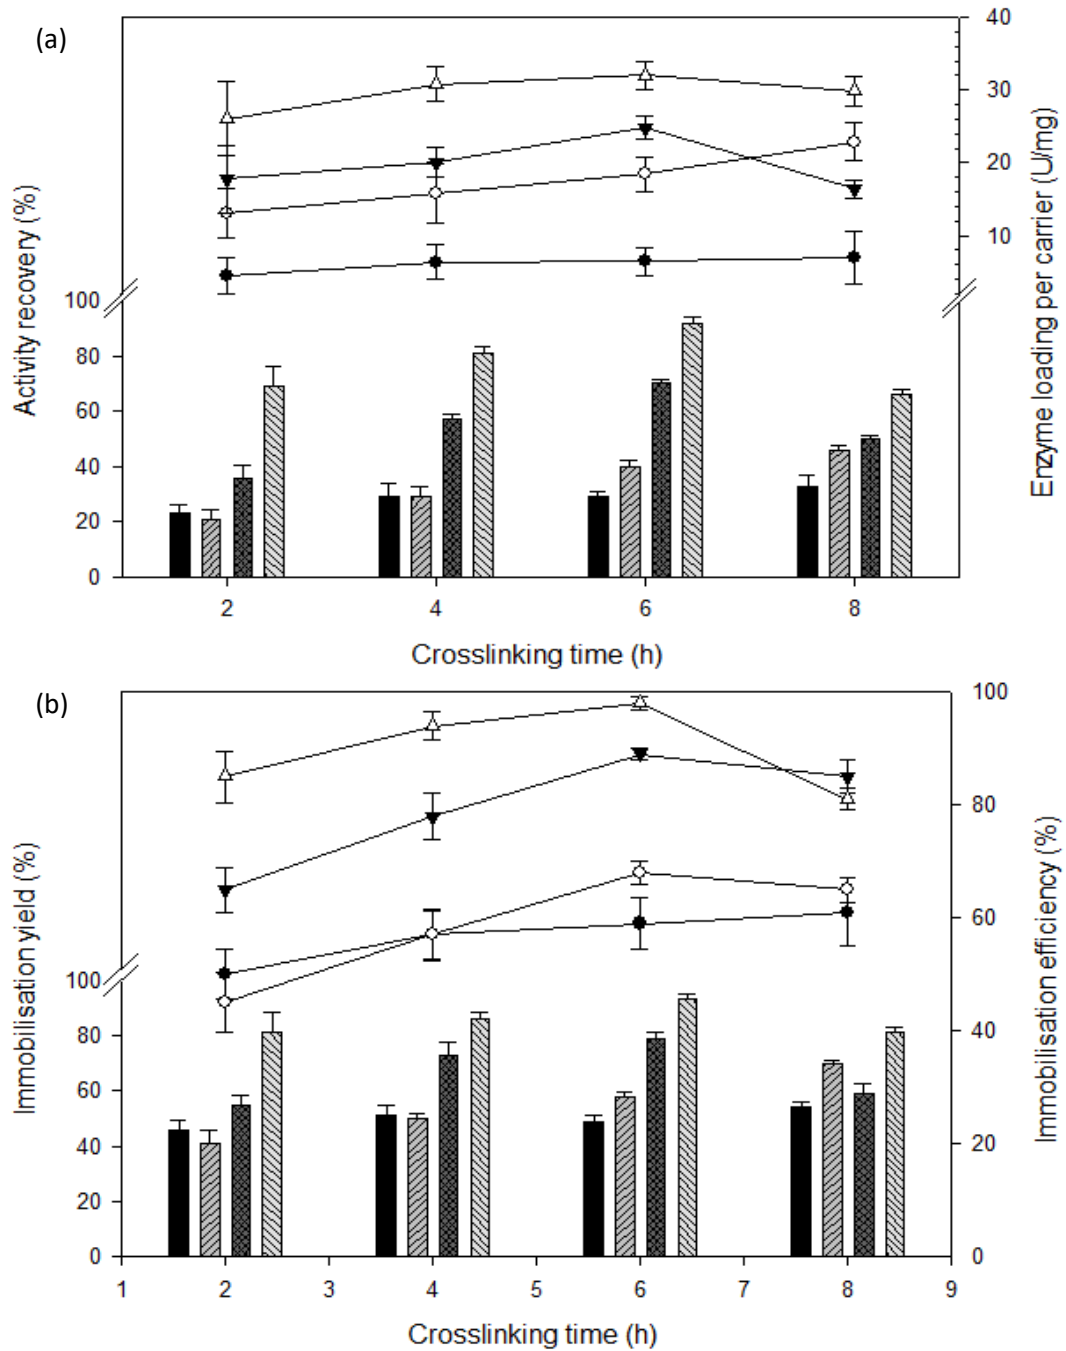 (a)
Activity recovery (%)
100
80
60
40
20
0
40
30
20
10
Enzyme loading per carrier (U/mg)
2 4 6 8
Crosslinking time (h)
(b)
Immobilisation yield (%)
100
80
60
40
20
0
100
80
60
40
20
0
Immobilisation efficiency (%)
1 2 3 4 5 6 7 8 9
Crosslinking time (h)